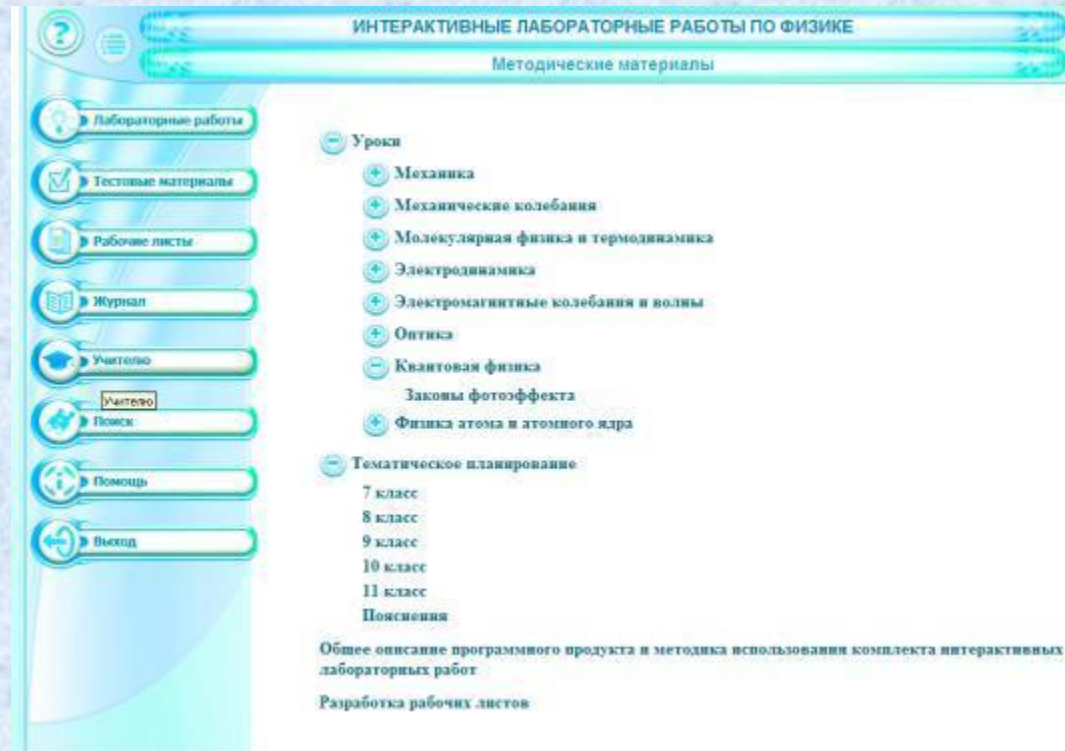 ИНТЕРАКТИВНЫЕ ЛАБОРАТОРНЫЕ РАБОТЫ ПО ФИЗИКЕ
Методические материалы
Лабораторные работы
Тестовые материалы
Рабочие листы
Журнал
Учителю
Учителю
Поиск
Помощь
Выход
Уроки
Механика
Механические колебания
Молекулярная физика и термодинамика
Электродинамика
Электромагнитные колебания и волны
Оптика
Квантовая физика
Законы фотоэффекта
Физика атома и атомного ядра
Тематическое планирование
7 класс
8 класс
9 класс
10 класс
11 класс
Пояснения
Общее описание программного продукта и методика использования комплекта интерактивных
лабораторных работ
Разработка рабочих листов